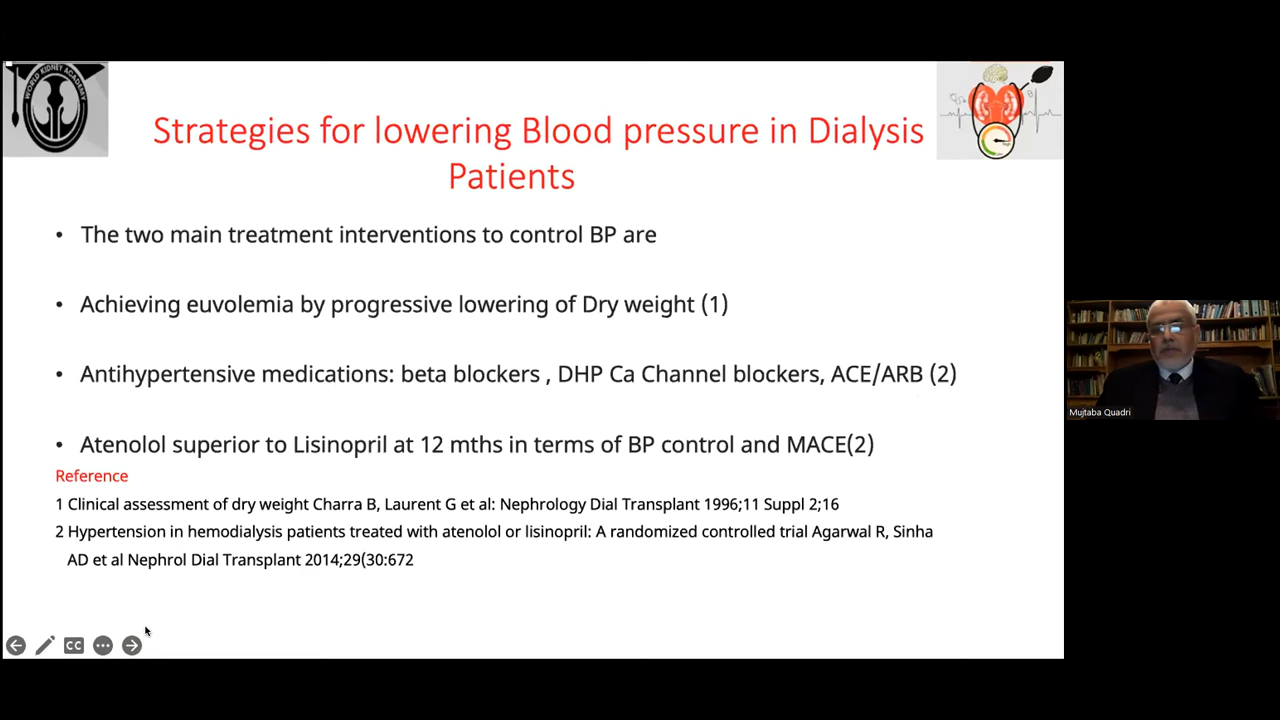 WORLD KIDNEY ACADEMY
Strategies for lowering Blood pressure in Dialysis
Patients
• The two main treatment interventions to control BP are
• Achieving euvolemia by progressive lowering of Dry weight (1)
• Antihypertensive medications: beta blockers , DHP Ca Channel blockers, ACE/ARB (2)
• Atenolol superior to Lisinopril at 12 mths in terms of BP control and MACE(2)
Reference
1 Clinical assessment of dry weight Charra B, Laurent G et al: Nephrology Dial Transplant 1996;11 Suppl 2;16
2 Hypertension in hemodialysis patients treated with atenolol or lisinopril: A randomized controlled trial Agarwal R, Sinha
AD et al Nephrol Dial Transplant 2014;29(30:672
CC
Mujtaba Quadri